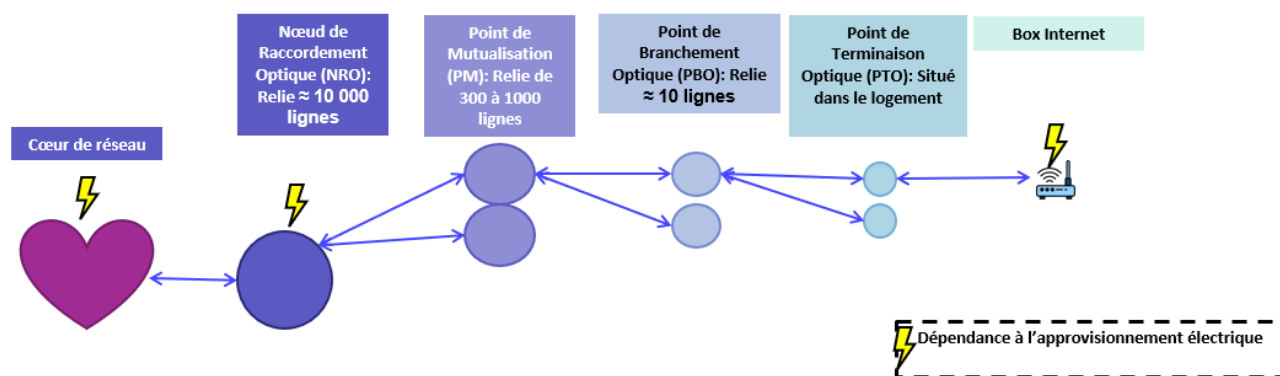 Cœur de réseau
Nœud de
Raccordement
Optique (NRO):
Relie ≈ 10 000
lignes
Point de
Mutualisation
(PM): Relie de
300 à 1000
lignes
Point de
Branchement
Optique (PBO): Relie
≈ 10 lignes
Point de
Terminaison
Optique (PTO): Situé
dans le logement
Box Internet
Dépendance à l’approvisionnement électrique